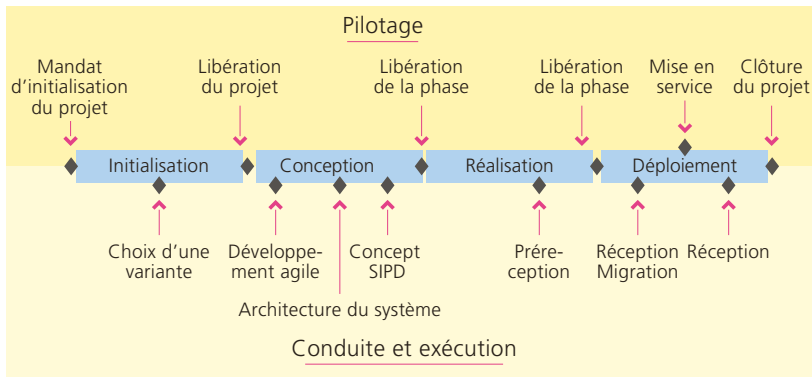 Pilotage
Mandat
d’initialisation
du projet
Libération
du projet
Libération
de la phase
Libération
de la phase
Mise en
service
Clôture
du projet
Initialisation
Conception
Réalisation
Déploiement
Choix d’une
variante
Développe-
ment agile
Architecture du système
Concept
SIPD
Prére-
ception
Réception
Migration
Réception
Conduite et exécution